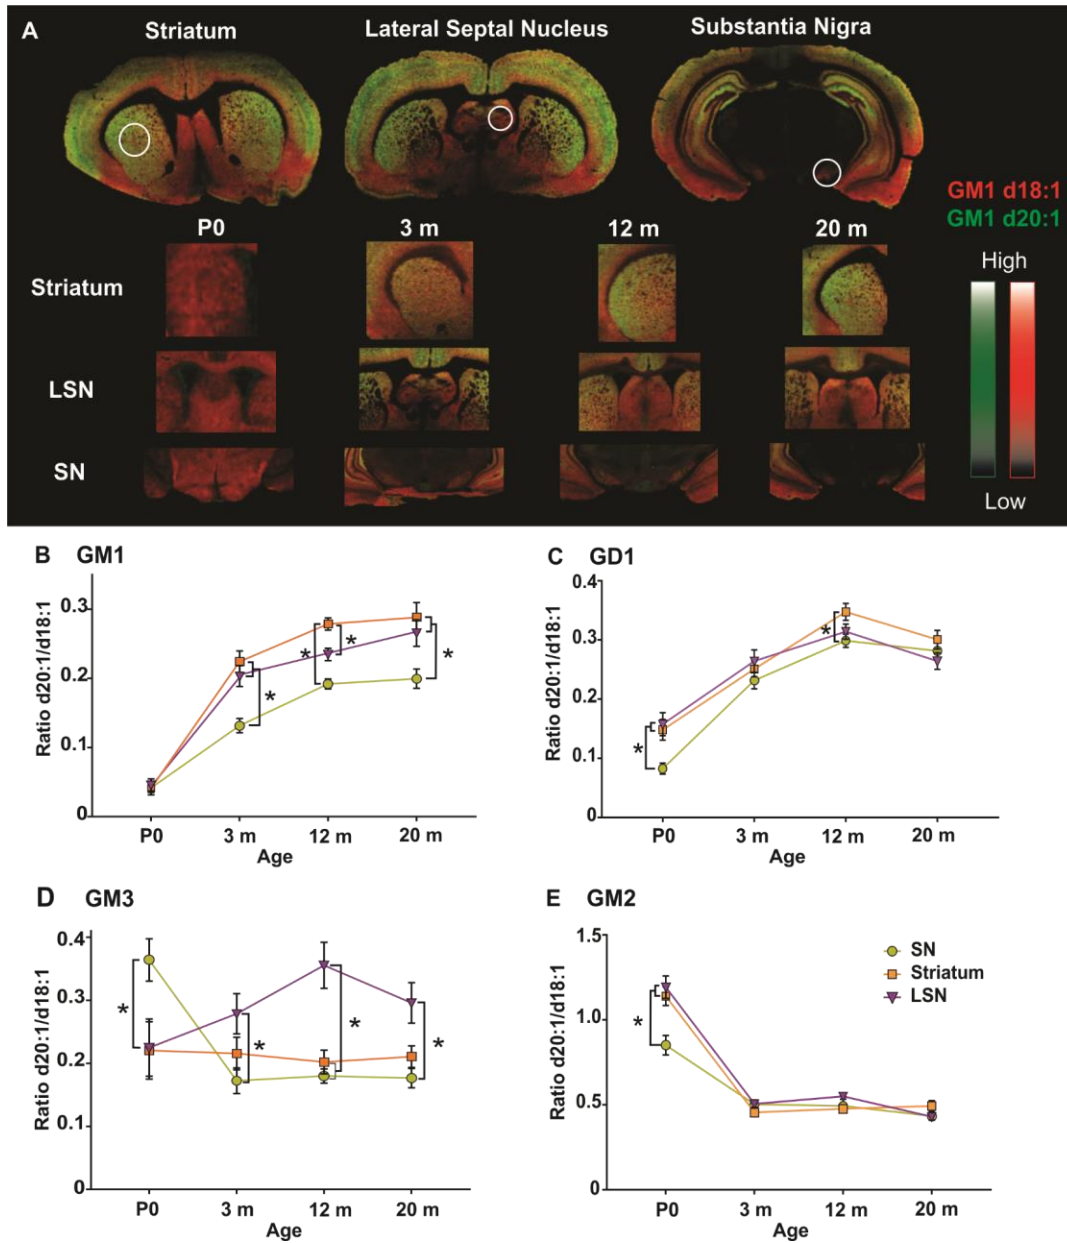 A
Striatum
Lateral Septal Nucleus
Substantia Nigra
GM1 d18:1
GM1 d20:1
P0
3 m
12 m
20 m
High
Striatum
LSN
SN
Low
B GM1
Ratio d20:1/d18:1
0.3
0.2
0.1
0
*
*
*
*
P0
3 m
12 m
20 m
Age
C GD1
Ratio d20:1/d18:1
0.4
0.3
0.2
0.1
0
*
*
P0
3 m
12 m
20 m
Age
D GM3
Ratio d20:1/d18:1
0.4
0.3
0.2
0.1
0
*
*
*
*
P0
3 m
12 m
20 m
Age
E GM2
Ratio d20:1/d18:1
1.5
1.0
0.5
0
*
SN
Striatum
LSN
P0
3 m
12 m
20 m
Age